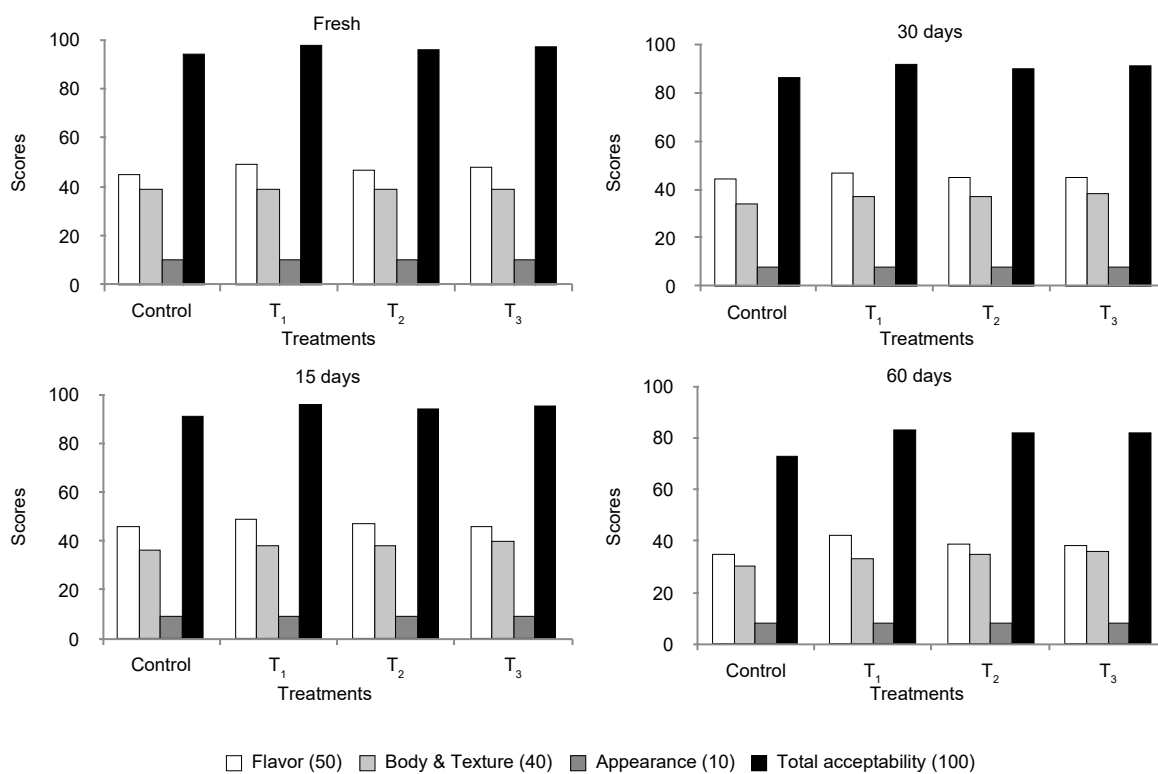 Fresh
100
80
60
40
20
0
Scores
Control T₁ T₂ T₃
Treatments
30 days
100
80
60
40
20
0
Scores
Control T₁ T₂ T₃
Treatments
15 days
100
80
60
40
20
0
Scores
Control T₁ T₂ T₃
Treatments
60 days
100
80
60
40
20
0
Scores
Control T₁ T₂ T₃
Treatments
Flavor (50) Body & Texture (40) Appearance (10) Total acceptability (100)